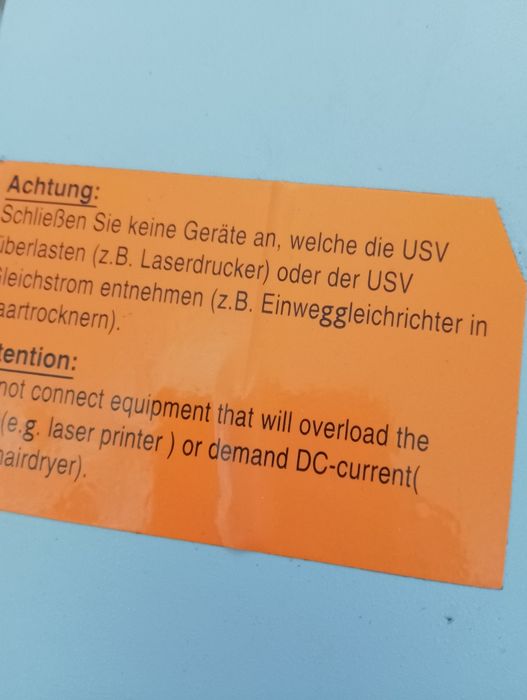 Achtung:
Schließen Sie keine Geräte an, welche die USV
überlasten (z.B. Laserdrucker) oder der USV
leichstrom entnehmen (z.B. Einweggleichrichter in
aartrocknern).
tention:
not connect equipment that will overload the
(e.g. laser printer ) or demand DC-current(
airdryer).